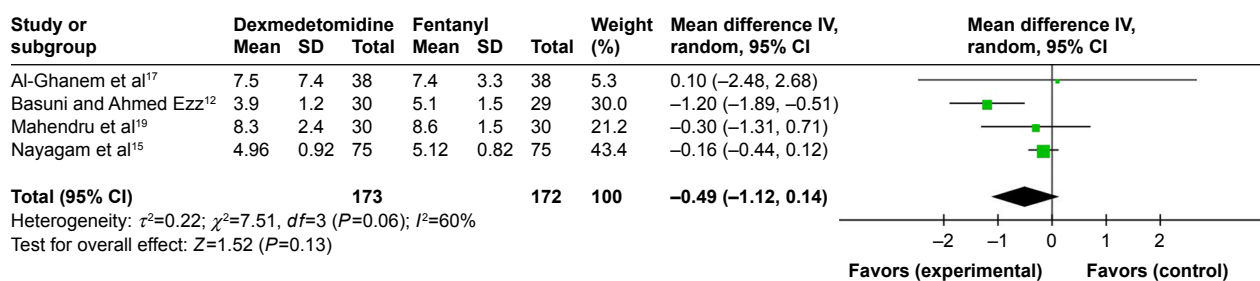 Study or subgroup Dexmedetomidine Fentanyl Weight (%) Mean difference IV, random, 95% CI Mean difference IV, random, 95% CI
Mean SD Total Mean SD Total
Al-Ghanem et al17 7.5 7.4 38 7.4 3.3 38 5.3 0.10 (–2.48, 2.68)
Basuni and Ahmed Ezz12 3.9 1.2 30 5.1 1.5 29 30.0 –1.20 (–1.89, –0.51)
Mahendru et al19 8.3 2.4 30 8.6 1.5 30 21.2 –0.30 (–1.31, 0.71)
Nayagam et al15 4.96 0.92 75 5.12 0.82 75 43.4 –0.16 (–0.44, 0.12)
Total (95% CI) 173 172 100 –0.49 (–1.12, 0.14)
Heterogeneity: τ²=0.22; χ²=7.51, df=3 (P=0.06); I²=60%
Test for overall effect: Z=1.52 (P=0.13)
–2 –1 0 1 2
Favors (experimental) Favors (control)